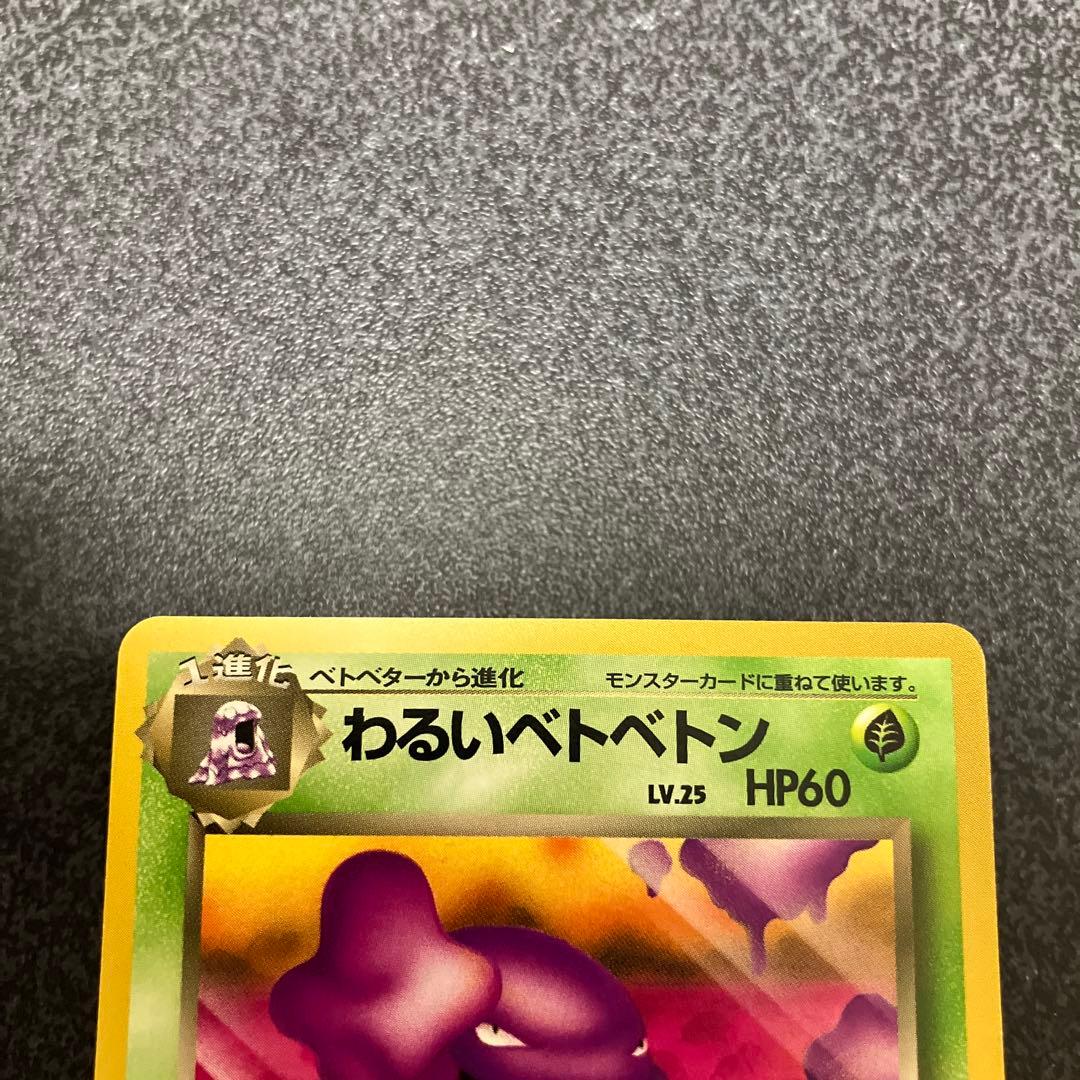 1進化
ベトベターから進化
モンスターカードに重ねて使います。
わるいベトベトン
LV.25 HP60